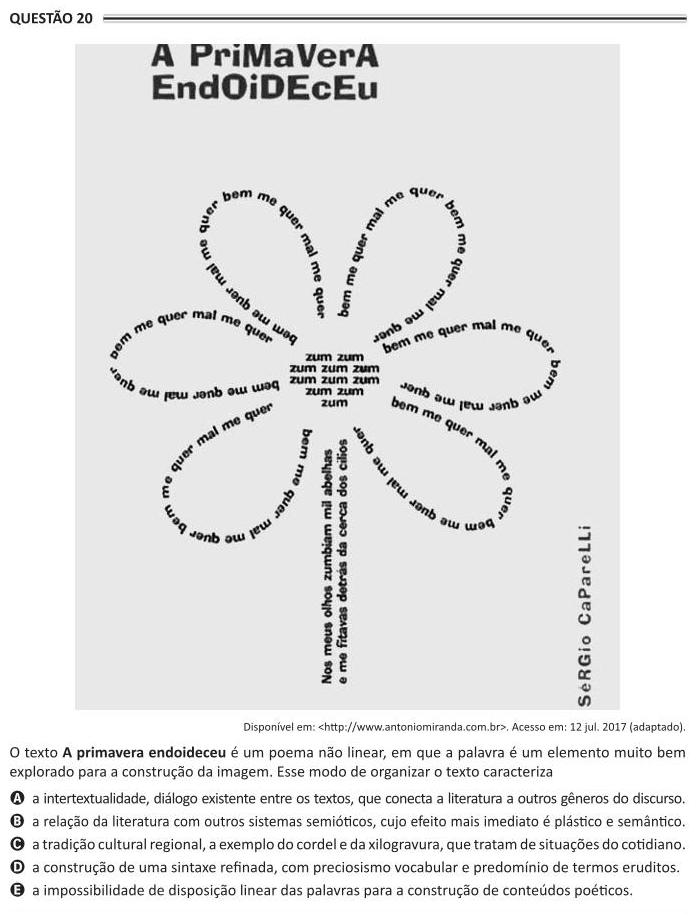 QUESTÃO 20
A PriMaVerA
EndOiDEcEu
bem me quer mal me quer bem me quer mal me quer
bem me quer mal me quer bem me quer mal me quer
bem me quer mal me quer bem me quer mal me quer
bem me quer mal me quer bem me quer mal me quer
zum zum
zum zum zum
zum zum zum
zum zum
zum
bem me quer mal me quer bem me quer mal me quer
bem me quer mal me quer bem me quer mal me quer
Nos meus olhos zumbiam mil abelhas
e me fitavas detrás da cerca dos cílios
SéRGio CaPareLLi
Disponível em: <http://www.antoniomiranda.com.br>. Acesso em: 12 jul. 2017 (adaptado).
O texto A primavera endoideceu é um poema não linear, em que a palavra é um elemento muito bem
explorado para a construção da imagem. Esse modo de organizar o texto caracteriza
A a intertextualidade, diálogo existente entre os textos, que conecta a literatura a outros gêneros do discurso.
B a relação da literatura com outros sistemas semióticos, cujo efeito mais imediato é plástico e semântico.
C a tradição cultural regional, a exemplo do cordel e da xilogravura, que tratam de situações do cotidiano.
D a construção de uma sintaxe refinada, com preciosismo vocabular e predomínio de termos eruditos.
E a impossibilidade de disposição linear das palavras para a construção de conteúdos poéticos.